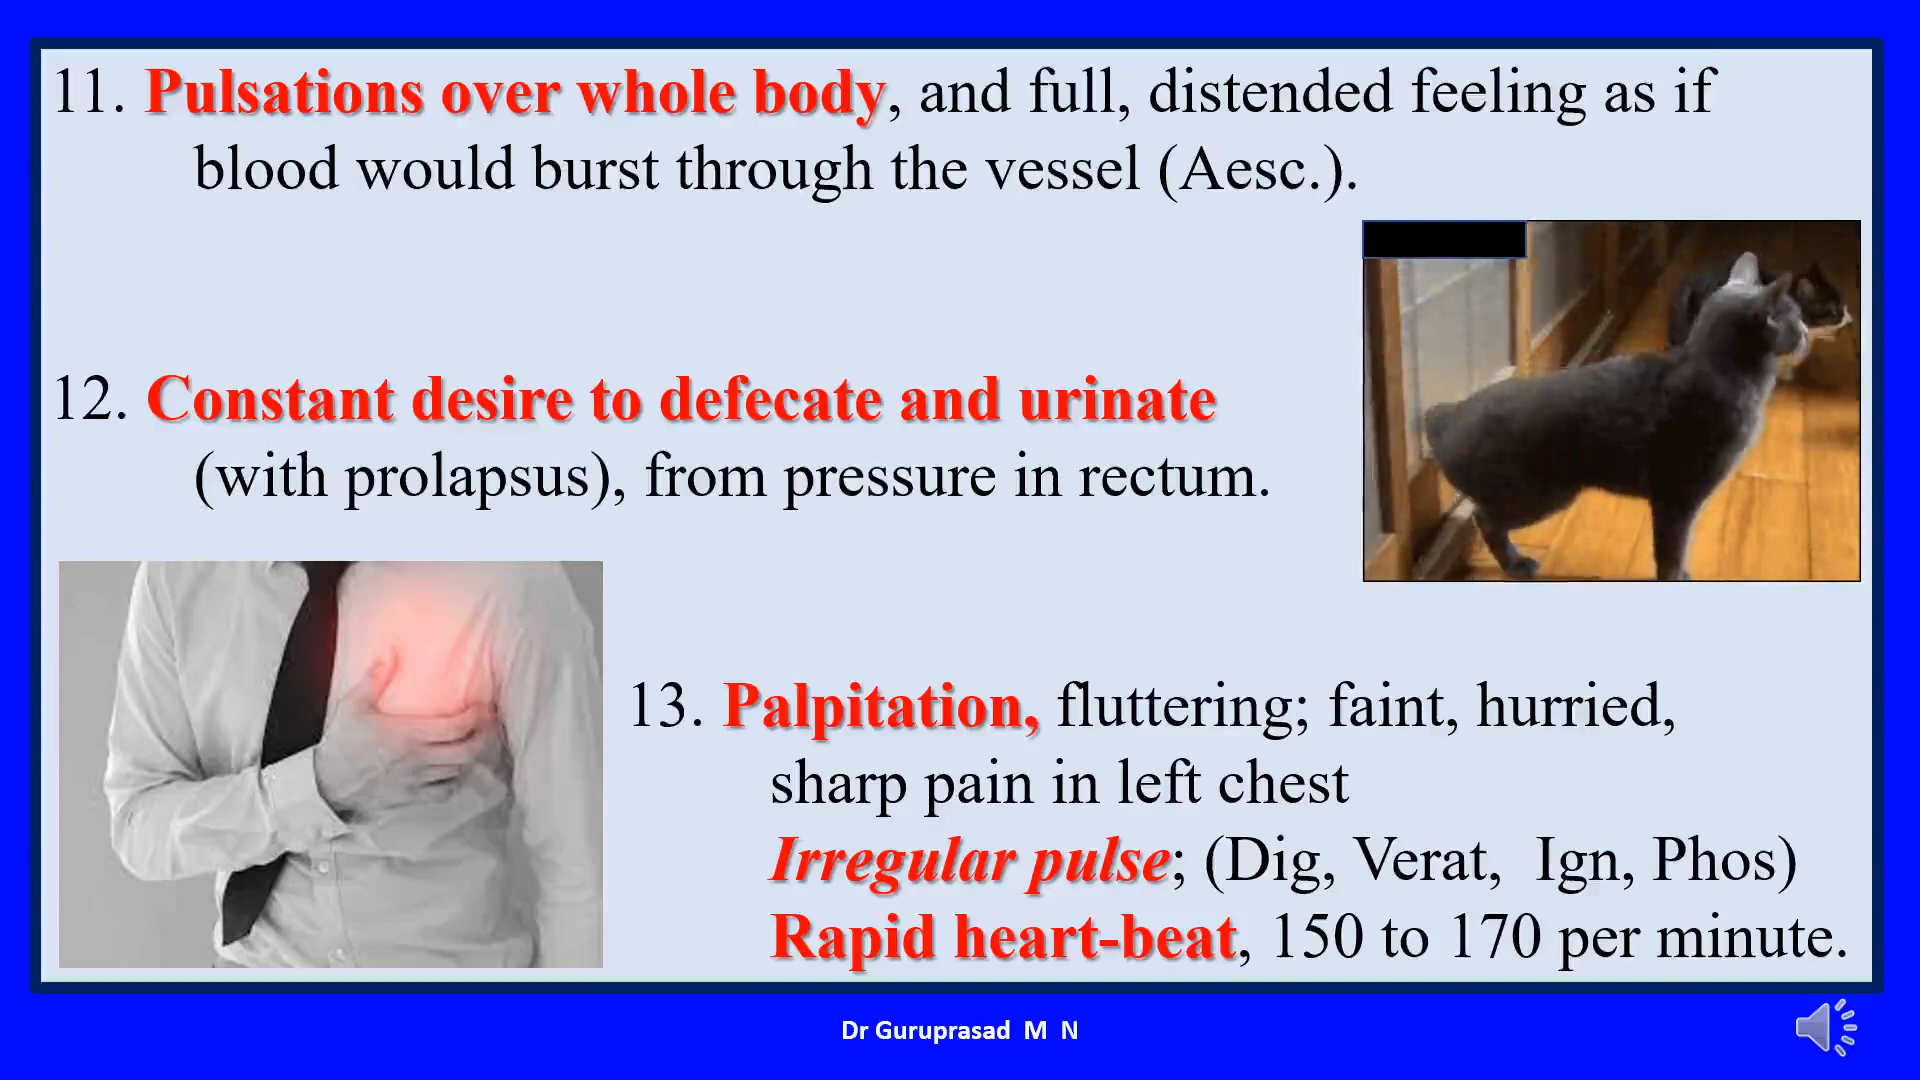 11. Pulsations over whole body, and full, distended feeling as if
blood would burst through the vessel (Aesc.).
12. Constant desire to defecate and urinate
(with prolapsus), from pressure in rectum.
13. Palpitation, fluttering; faint, hurried,
sharp pain in left chest
Irregular pulse; (Dig, Verat, Ign, Phos)
Rapid heart-beat, 150 to 170 per minute.
Dr Guruprasad M N